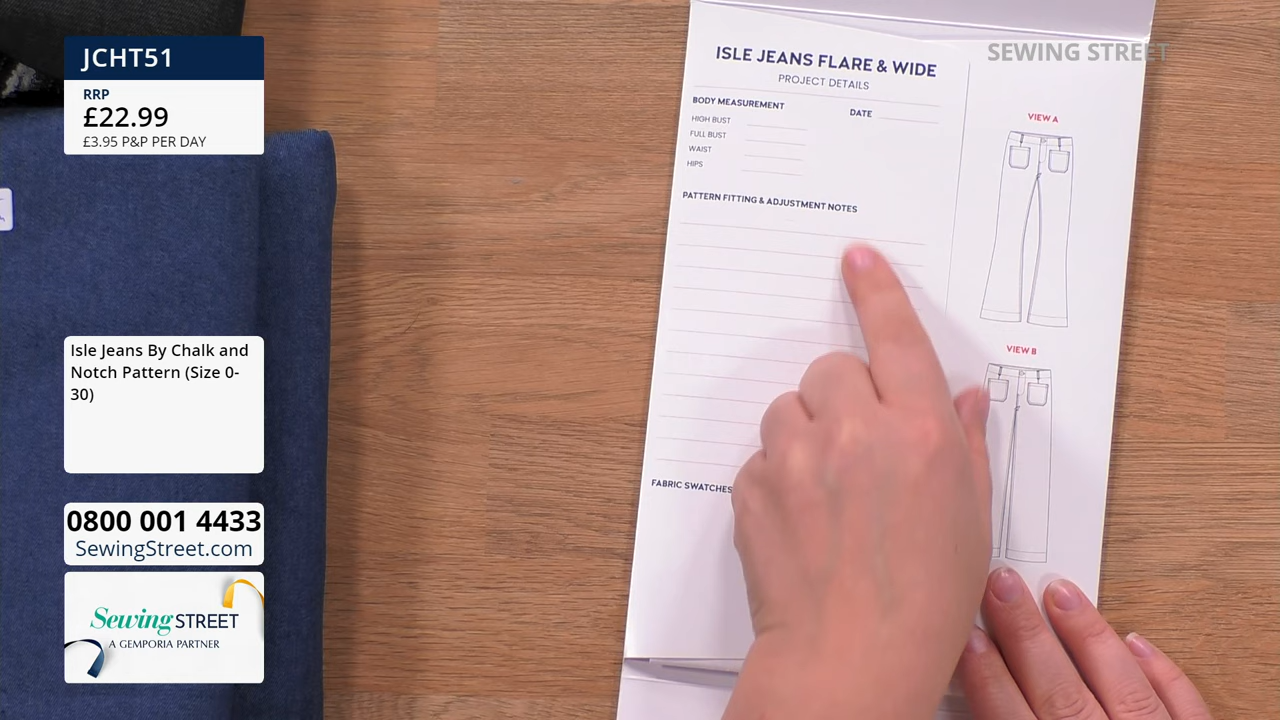 JCHT51
RRP
£22.99
£3.95 P&P PER DAY
Isle Jeans By Chalk and
Notch Pattern (Size 0-
30)
0800 001 4433
SewingStreet.com
Sewing STREET
A GEMPORIA PARTNER
SEWING STREET
ISLE JEANS FLARE & WIDE
PROJECT DETAILS
BODY MEASUREMENT
DATE
HIGH BUST
FULL BUST
WAIST
HIPS
PATTERN FITTING & ADJUSTMENT NOTES
FABRIC SWATCHES
VIEW A
VIEW B